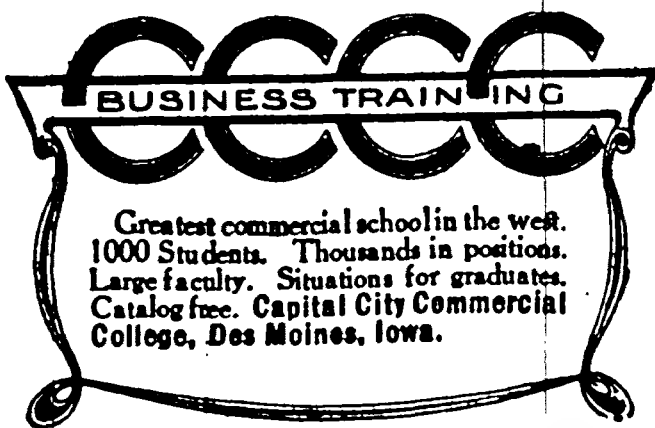 CCCC
BUSINESS TRAINING
Greatest commercial school in the west.
1000 Students. Thousands in positions.
Large faculty. Situations for graduates.
Catalog free. Capital City Commercial
College, Des Moines, Iowa.